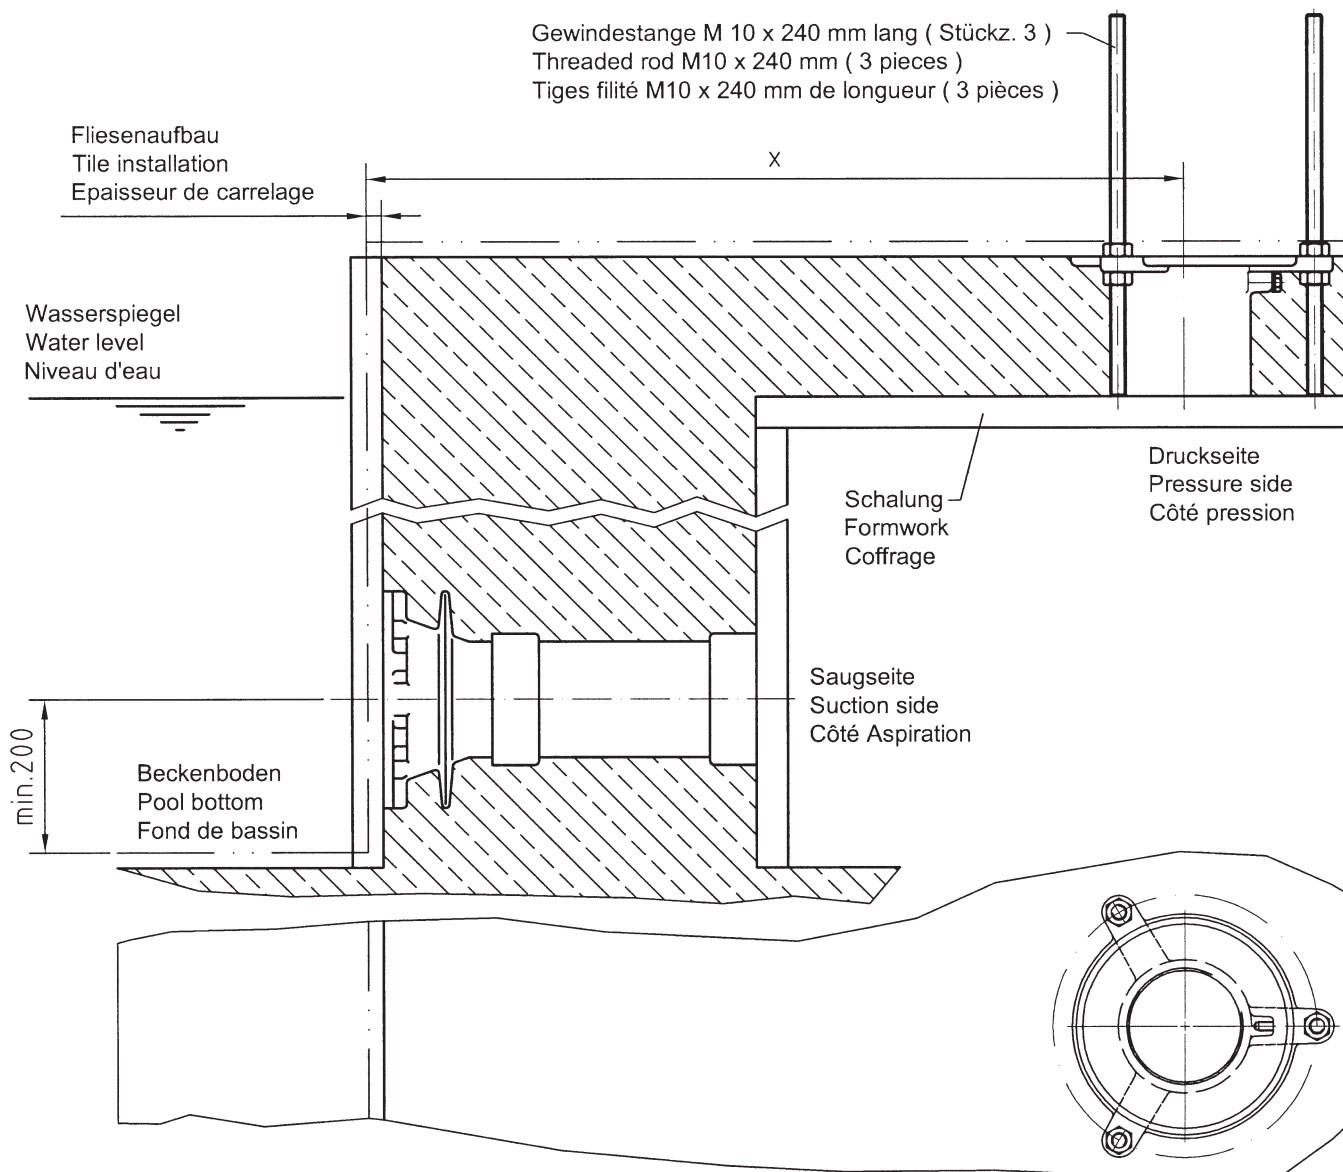 Gewindestange M 10 x 240 mm lang ( Stückz. 3 )
Threaded rod M10 x 240 mm ( 3 pieces )
Tiges filité M10 x 240 mm de longueur ( 3 pièces )
Fliesenaufbau
Tile installation
Epaisseur de carrelage
X
Wasserspiegel
Water level
Niveau d'eau
Druckseite
Pressure side
Côté pression
Schalung
Formwork
Coffrage
Saugseite
Suction side
Côté Aspiration
min.200
Beckenboden
Pool bottom
Fond de bassin